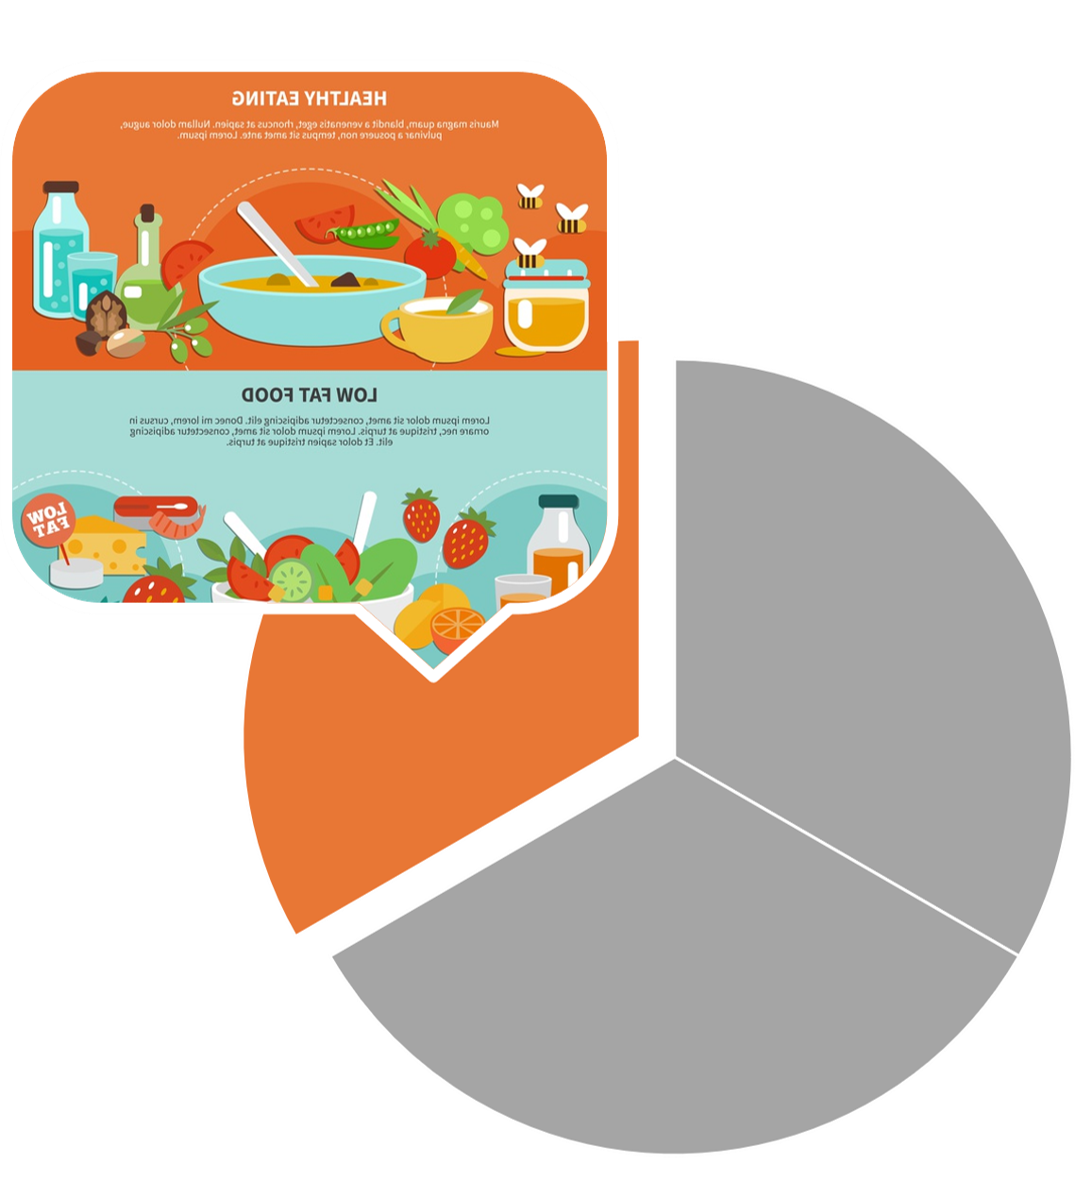 HEALTHY EATING
Mauris magna quam, blandit a venenatis eget, rhoncus at sapien. Nullam dolor augue,
pulvinar a posuere non, tempus sit amet ante. Lorem ipsum.
LOW FAT FOOD
Lorem ipsum dolor sit amet, consectetur adipiscing elit. Donec mi lorem, cursus in
ornare nec, tristique at turpis. Lorem ipsum dolor sit amet, consectetur adipiscing
elit. Et dolor sapien tristique at turpis.
LOW
FAT